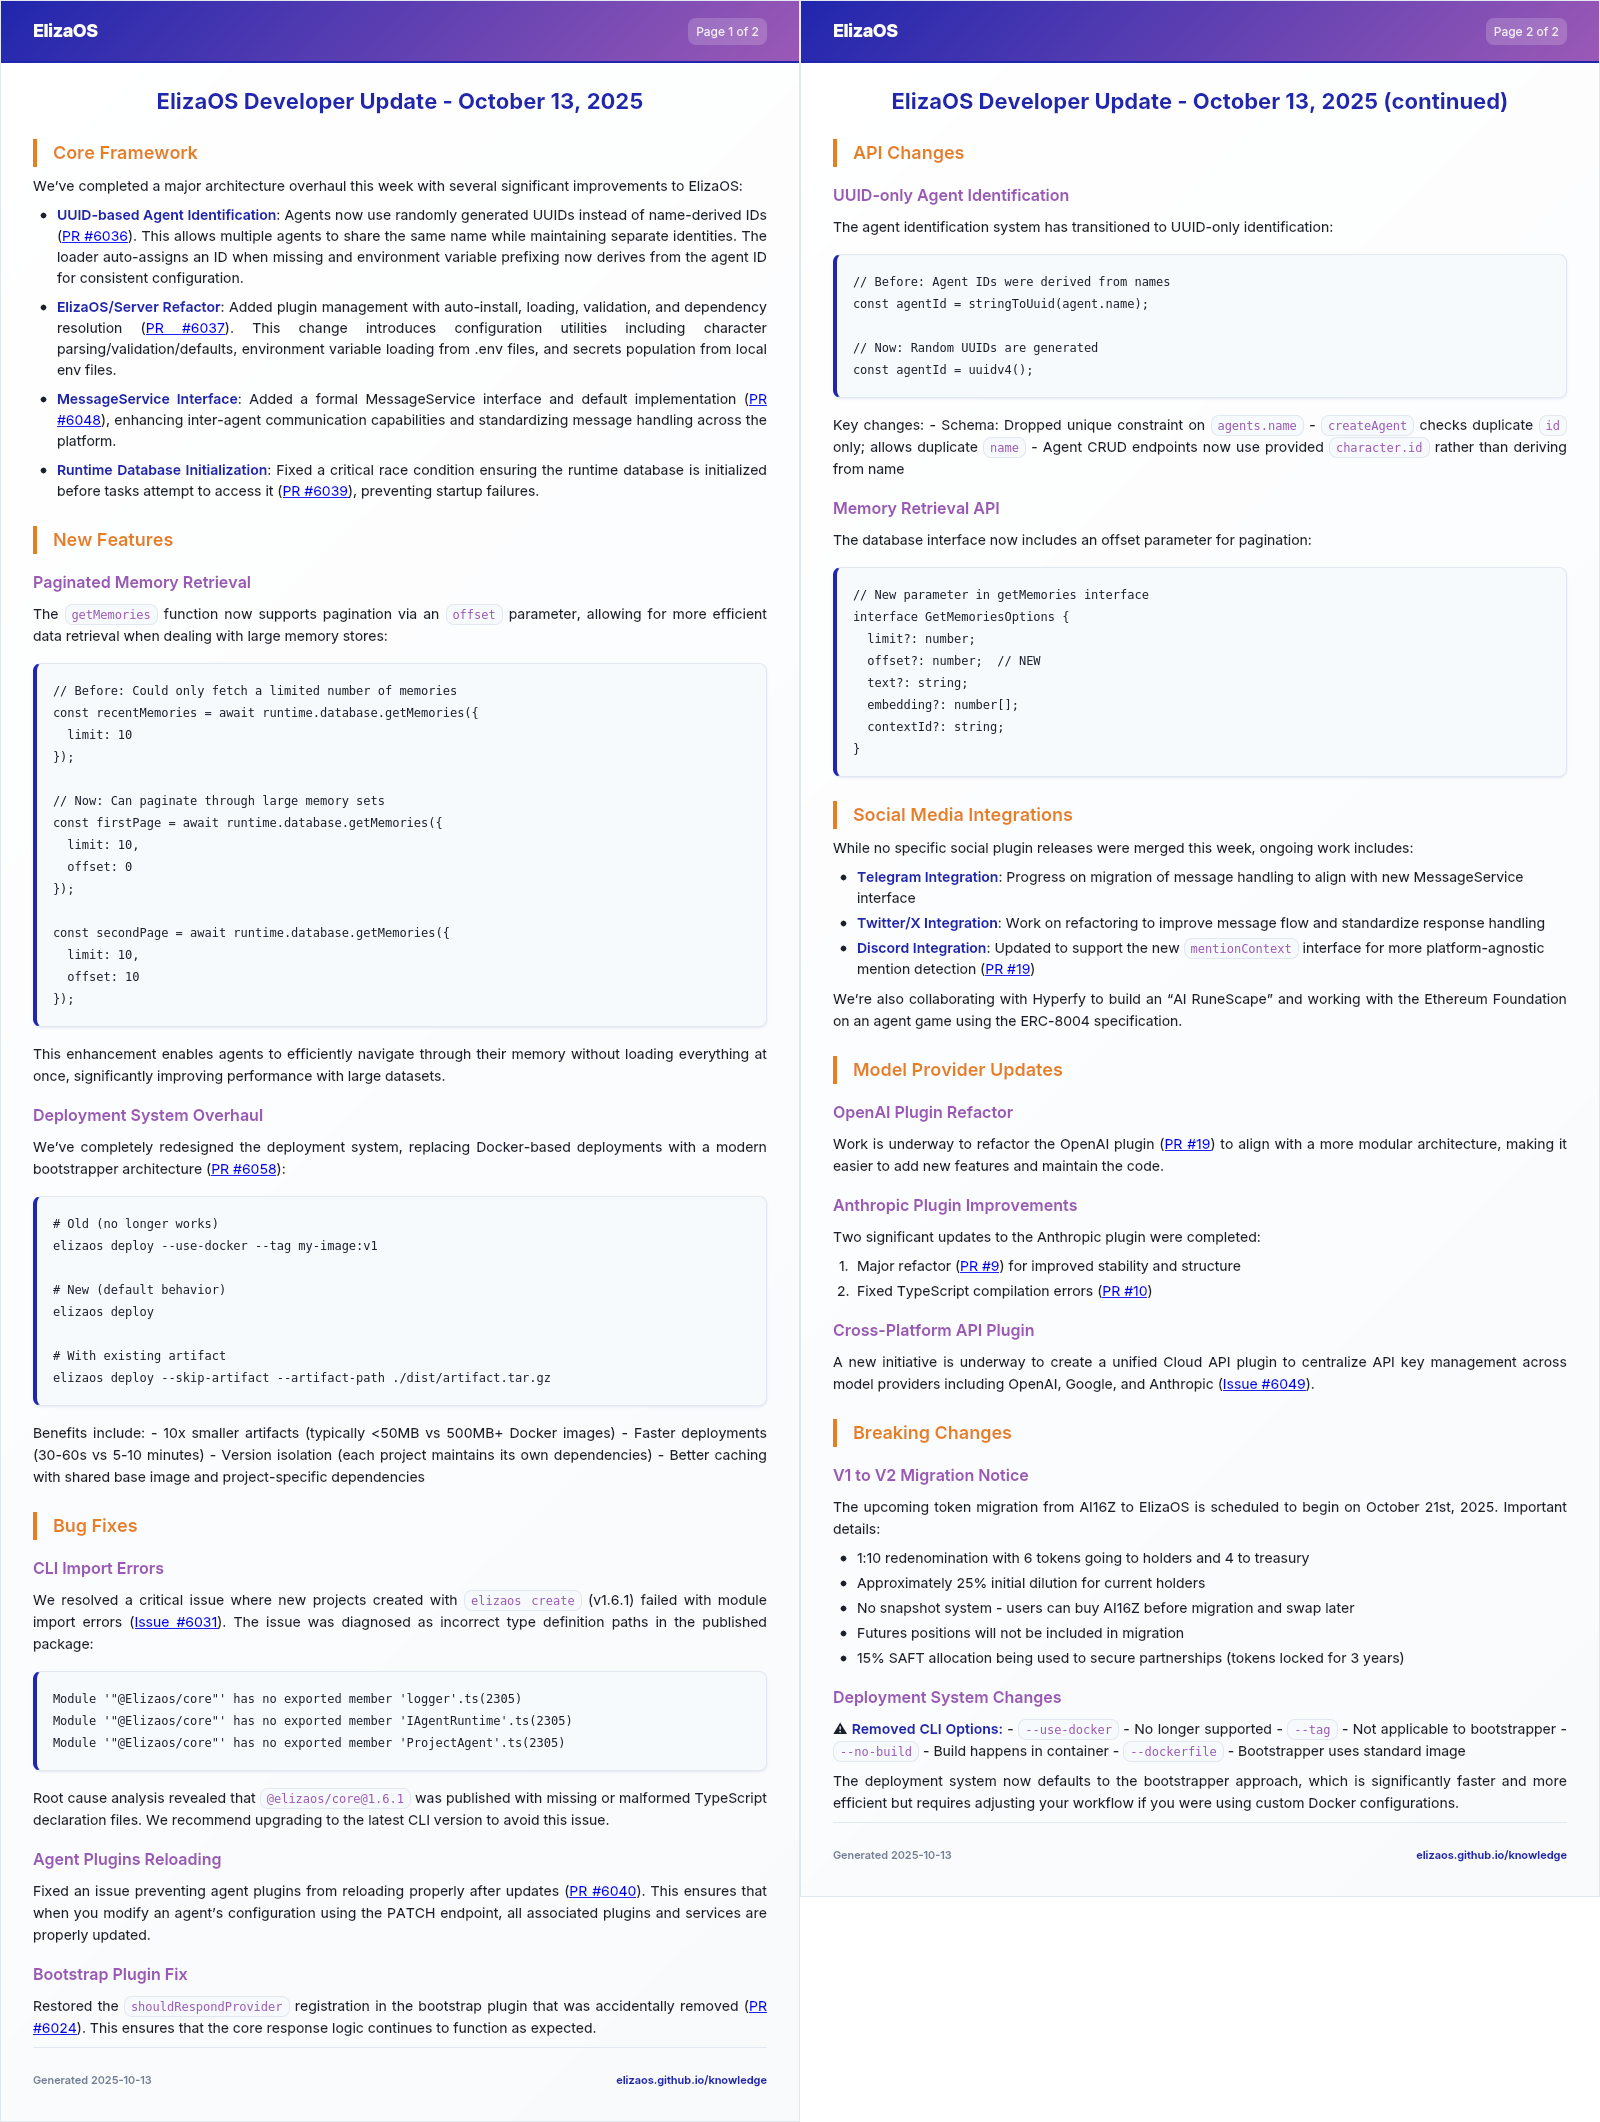 ElizaOS
Page 1 of 2
ElizaOS Developer Update - October 13, 2025
Core Framework
We’ve completed a major architecture overhaul this week with several significant improvements to ElizaOS:
• UUID-based Agent Identification: Agents now use randomly generated UUIDs instead of name-derived IDs
(PR #6036). This allows multiple agents to share the same name while maintaining separate identities. The
loader auto-assigns an ID when missing and environment variable prefixing now derives from the agent ID
for consistent configuration.
• ElizaOS/Server Refactor: Added plugin management with auto-install, loading, validation, and dependency
resolution (PR #6037). This change introduces configuration utilities including character
parsing/validation/defaults, environment variable loading from .env files, and secrets population from local
env files.
• MessageService Interface: Added a formal MessageService interface and default implementation (PR
#6048), enhancing inter-agent communication capabilities and standardizing message handling across the
platform.
• Runtime Database Initialization: Fixed a critical race condition ensuring the runtime database is initialized
before tasks attempt to access it (PR #6039), preventing startup failures.
New Features
Paginated Memory Retrieval
The getMemories function now supports pagination via an offset parameter, allowing for more efficient
data retrieval when dealing with large memory stores:
// Before: Could only fetch a limited number of memories
const recentMemories = await runtime.database.getMemories({
  limit: 10
});
// Now: Can paginate through large memory sets
const firstPage = await runtime.database.getMemories({
  limit: 10,
  offset: 0
});
const secondPage = await runtime.database.getMemories({
  limit: 10,
  offset: 10
});
This enhancement enables agents to efficiently navigate through their memory without loading everything at
once, significantly improving performance with large datasets.
Deployment System Overhaul
We’ve completely redesigned the deployment system, replacing Docker-based deployments with a modern
bootstrapper architecture (PR #6058):
# Old (no longer works)
elizaos deploy --use-docker --tag my-image:v1
# New (default behavior)
elizaos deploy
# With existing artifact
elizaos deploy --skip-artifact --artifact-path ./dist/artifact.tar.gz
Benefits include: - 10x smaller artifacts (typically <50MB vs 500MB+ Docker images) - Faster deployments
(30-60s vs 5-10 minutes) - Version isolation (each project maintains its own dependencies) - Better caching
with shared base image and project-specific dependencies
Bug Fixes
CLI Import Errors
We resolved a critical issue where new projects created with elizaos create (v1.6.1) failed with module
import errors (Issue #6031). The issue was diagnosed as incorrect type definition paths in the published
package:
Module '"@Elizaos/core"' has no exported member 'logger'.ts(2305)
Module '"@Elizaos/core"' has no exported member 'IAgentRuntime'.ts(2305)
Module '"@Elizaos/core"' has no exported member 'ProjectAgent'.ts(2305)
Root cause analysis revealed that @elizaos/core@1.6.1 was published with missing or malformed TypeScript
declaration files. We recommend upgrading to the latest CLI version to avoid this issue.
Agent Plugins Reloading
Fixed an issue preventing agent plugins from reloading properly after updates (PR #6040). This ensures that
when you modify an agent’s configuration using the PATCH endpoint, all associated plugins and services are
properly updated.
Bootstrap Plugin Fix
Restored the shouldRespondProvider registration in the bootstrap plugin that was accidentally removed (PR
#6024). This ensures that the core response logic continues to function as expected.
Generated 2025-10-13
elizaos.github.io/knowledge
ElizaOS
Page 2 of 2
ElizaOS Developer Update - October 13, 2025 (continued)
API Changes
UUID-only Agent Identification
The agent identification system has transitioned to UUID-only identification:
// Before: Agent IDs were derived from names
const agentId = stringToUuid(agent.name);
// Now: Random UUIDs are generated
const agentId = uuidv4();
Key changes: - Schema: Dropped unique constraint on agents.name - createAgent checks duplicate id
only; allows duplicate name - Agent CRUD endpoints now use provided character.id rather than deriving
from name
Memory Retrieval API
The database interface now includes an offset parameter for pagination:
// New parameter in getMemories interface
interface GetMemoriesOptions {
  limit?: number;
  offset?: number;  // NEW
  text?: string;
  embedding?: number[];
  contextId?: string;
}
Social Media Integrations
While no specific social plugin releases were merged this week, ongoing work includes:
• Telegram Integration: Progress on migration of message handling to align with new MessageService
interface
• Twitter/X Integration: Work on refactoring to improve message flow and standardize response handling
• Discord Integration: Updated to support the new mentionContext interface for more platform-agnostic
mention detection (PR #19)
We’re also collaborating with Hyperfy to build an “AI RuneScape” and working with the Ethereum Foundation
on an agent game using the ERC-8004 specification.
Model Provider Updates
OpenAI Plugin Refactor
Work is underway to refactor the OpenAI plugin (PR #19) to align with a more modular architecture, making it
easier to add new features and maintain the code.
Anthropic Plugin Improvements
Two significant updates to the Anthropic plugin were completed:
1. Major refactor (PR #9) for improved stability and structure
2. Fixed TypeScript compilation errors (PR #10)
Cross-Platform API Plugin
A new initiative is underway to create a unified Cloud API plugin to centralize API key management across
model providers including OpenAI, Google, and Anthropic (Issue #6049).
Breaking Changes
V1 to V2 Migration Notice
The upcoming token migration from AI16Z to ElizaOS is scheduled to begin on October 21st, 2025. Important
details:
• 1:10 redenomination with 6 tokens going to holders and 4 to treasury
• Approximately 25% initial dilution for current holders
• No snapshot system - users can buy AI16Z before migration and swap later
• Futures positions will not be included in migration
• 15% SAFT allocation being used to secure partnerships (tokens locked for 3 years)
Deployment System Changes
⚠ Removed CLI Options: - --use-docker - No longer supported - --tag - Not applicable to bootstrapper -
--no-build - Build happens in container - --dockerfile - Bootstrapper uses standard image
The deployment system now defaults to the bootstrapper approach, which is significantly faster and more
efficient but requires adjusting your workflow if you were using custom Docker configurations.
Generated 2025-10-13
elizaos.github.io/knowledge